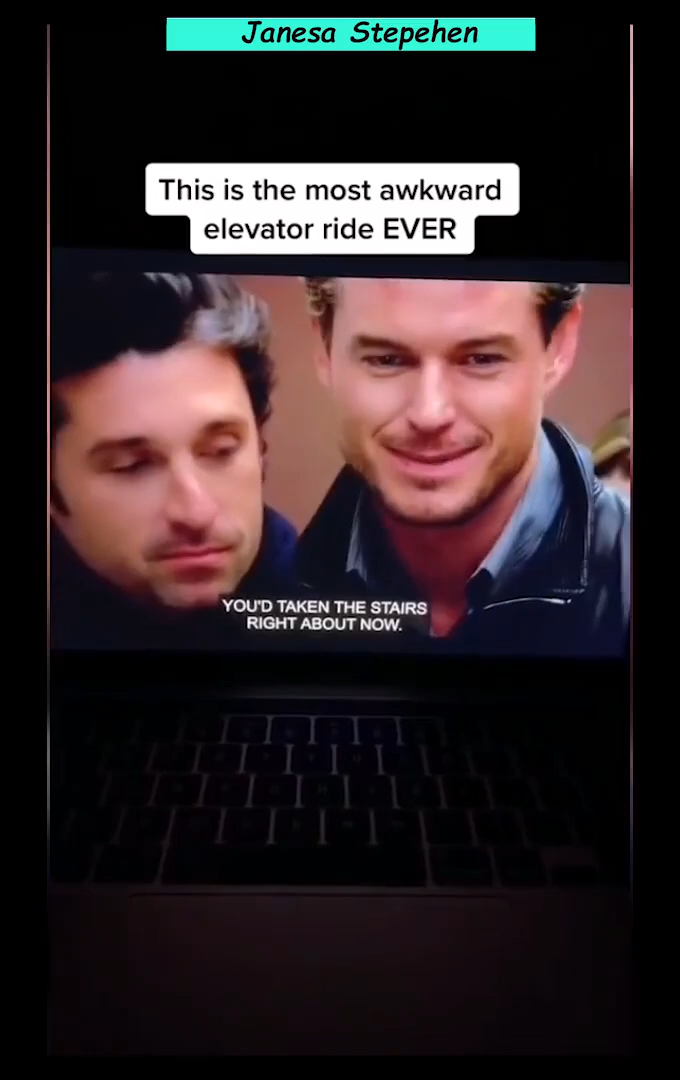 Janesa Stepehen
This is the most awkward
elevator ride EVER
YOU'D TAKEN THE STAIRS
RIGHT ABOUT NOW.